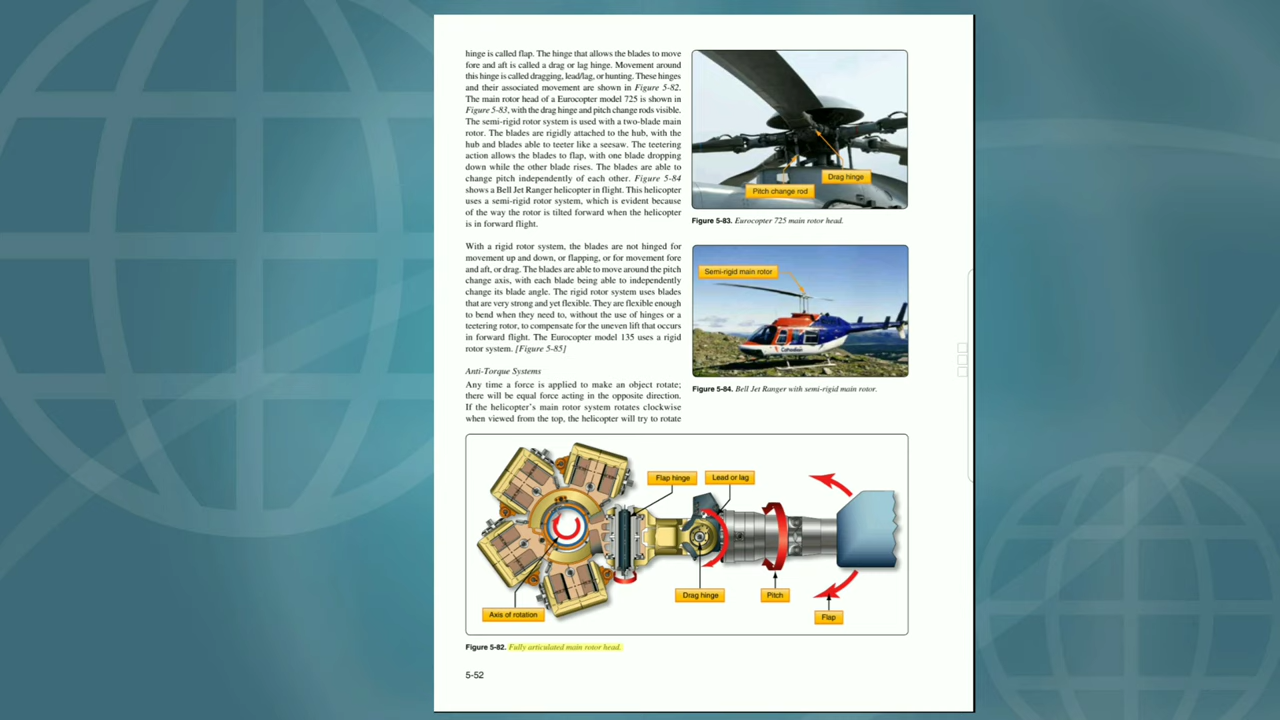 hinge is called flap. The hinge that allows the blades to move
fore and aft is called a drag or lag hinge. Movement around
this hinge is called dragging, lead/lag, or hunting. These hinges
and their associated movement are shown in Figure 5-82.
The main rotor head of a Eurocopter model 725 is shown in
Figure 5-83, with the drag hinge and pitch change rods visible.
The semi-rigid rotor system is used with a two-blade main
rotor. The blades are rigidly attached to the hub, with the
hub and blades able to teeter like a seesaw. The teetering
action allows the blades to flap, with one blade dropping
down while the other blade rises. The blades are able to
change pitch independently of each other. Figure 5-84
shows a Bell Jet Ranger helicopter in flight. This helicopter
uses a semi-rigid rotor system, which is evident because
of the way the rotor is tilted forward when the helicopter
is in forward flight.
With a rigid rotor system, the blades are not hinged for
movement up and down, or flapping, or for movement fore
and aft, or drag. The blades are able to move around the pitch
change axis, with each blade being able to independently
change its blade angle. The rigid rotor system uses blades
that are very strong and yet flexible. They are flexible enough
to bend when they need to, without the use of hinges or a
teetering rotor, to compensate for the uneven lift that occurs
in forward flight. The Eurocopter model 135 uses a rigid
rotor system. [Figure 5-85]
Anti-Torque Systems
Any time a force is applied to make an object rotate;
there will be equal force acting in the opposite direction.
If the helicopter's main rotor system rotates clockwise
when viewed from the top, the helicopter will try to rotate
Drag hinge
Pitch change rod
Figure 5-83. Eurocopter 725 main rotor head.
Semi-rigid main rotor
Figure 5-84. Bell Jet Ranger with semi-rigid main rotor.
Flap hinge
Lead or lag
Axis of rotation
Drag hinge
Pitch
Flap
Figure 5-82. Fully articulated main rotor head.
5-52